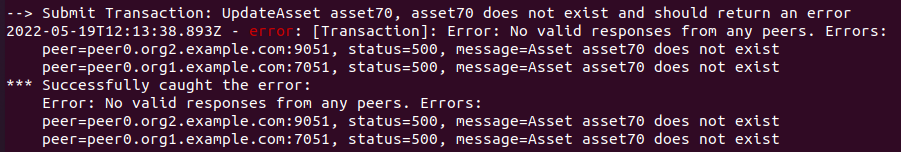 --> Submit Transaction: UpdateAsset asset70, asset70 does not exist and should return an error
2022-05-19T12:13:38.893Z - error: [Transaction]: Error: No valid responses from any peers. Errors:
    peer=peer0.org2.example.com:9051, status=500, message=Asset asset70 does not exist
    peer=peer0.org1.example.com:7051, status=500, message=Asset asset70 does not exist
*** Successfully caught the error:
    Error: No valid responses from any peers. Errors:
    peer=peer0.org2.example.com:9051, status=500, message=Asset asset70 does not exist
    peer=peer0.org1.example.com:7051, status=500, message=Asset asset70 does not exist